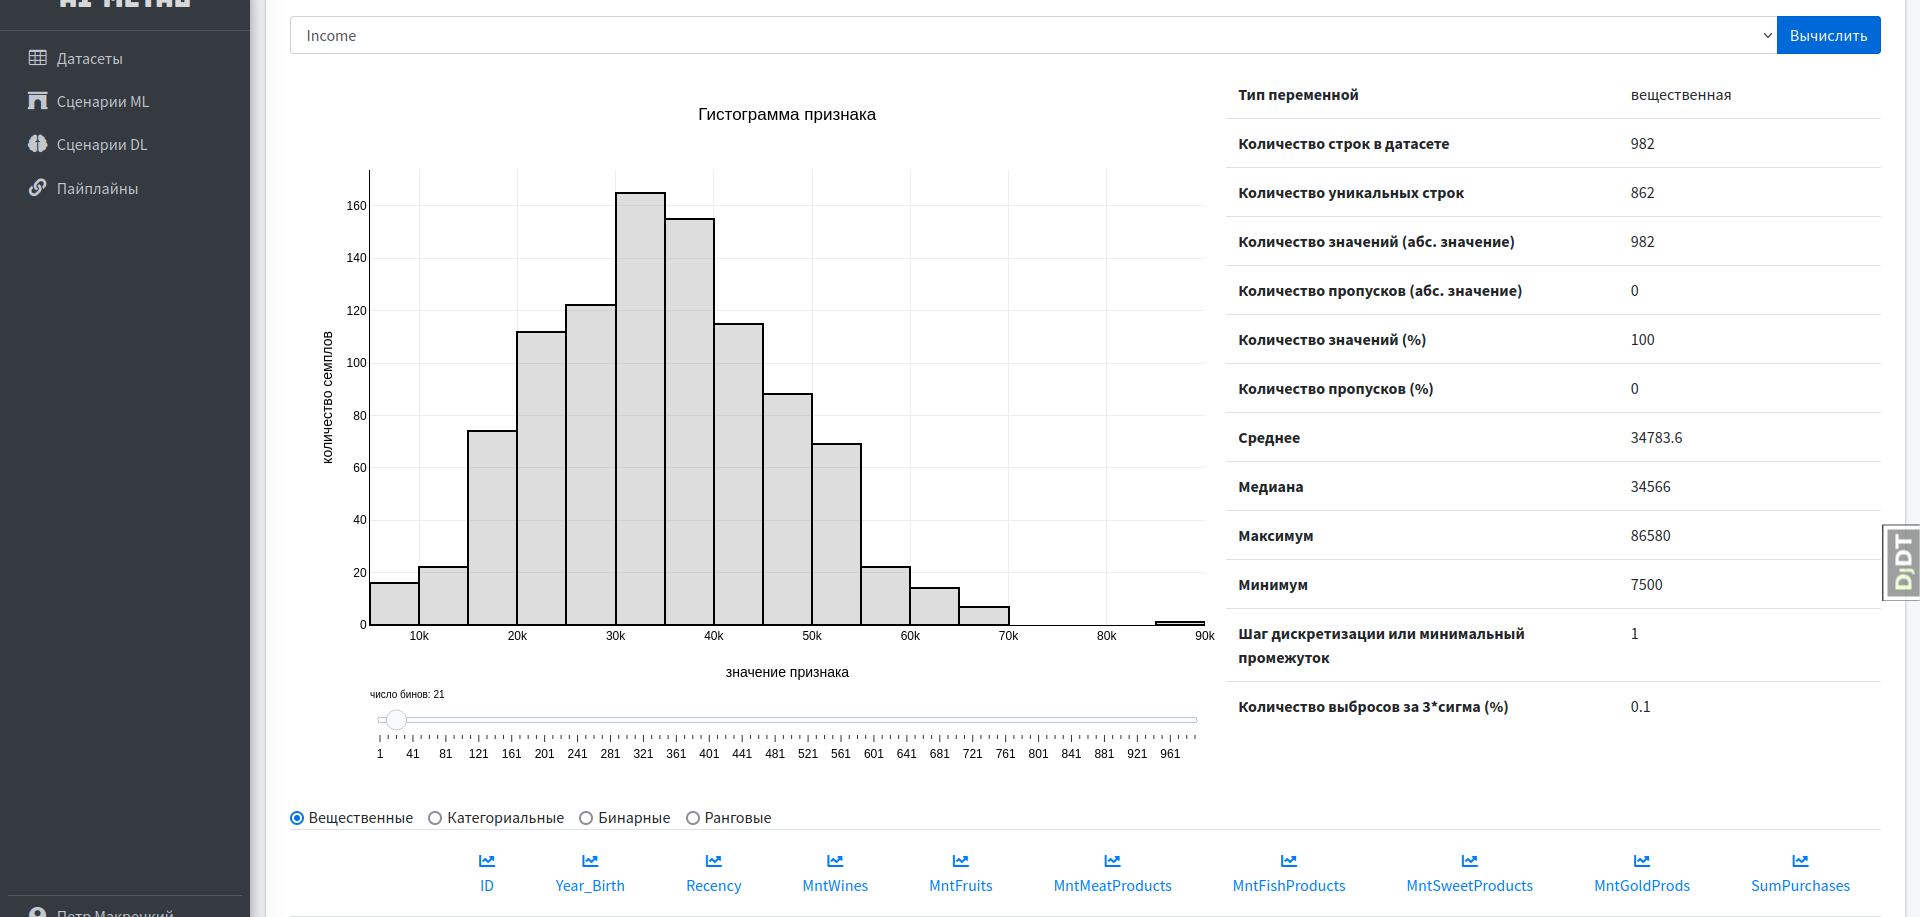 Датасеты
Сценарии ML
Сценарии DL
Пайплайны
Петр Макрецкий
Income
Вычислить
Гистограмма признака
количество семплов
160
140
120
100
80
60
40
20
0
10k 20k 30k 40k 50k 60k 70k 80k 90k
значение признака
число бинов: 21
1 41 81 121 161 201 241 281 321 361 401 441 481 521 561 601 641 681 721 761 801 841 881 921 961
Тип переменной вещественная
Количество строк в датасете 982
Количество уникальных строк 862
Количество значений (абс. значение) 982
Количество пропусков (абс. значение) 0
Количество значений (%) 100
Количество пропусков (%) 0
Среднее 34783.6
Медиана 34566
Максимум 86580
Минимум 7500
Шаг дискретизации или минимальный 1
промежуток
Количество выбросов за 3*сигма (%) 0.1
DjDT
Вещественные Категориальные Бинарные Ранговые
ID Year_Birth Recency MntWines MntFruits MntMeatProducts MntFishProducts MntSweetProducts MntGoldProds SumPurchases